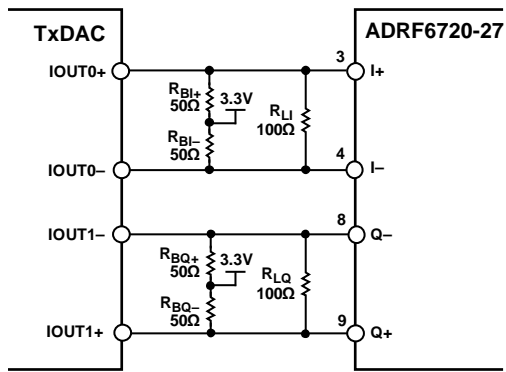 TxDAC
ADRF6720-27
IOUT0+
3
I+
RBI+
50Ω
3.3V
RLI
100Ω
RBI–
50Ω
IOUT0–
4
I–
IOUT1–
8
Q–
RBQ+
50Ω
3.3V
RLQ
100Ω
RBQ–
50Ω
IOUT1+
9
Q+